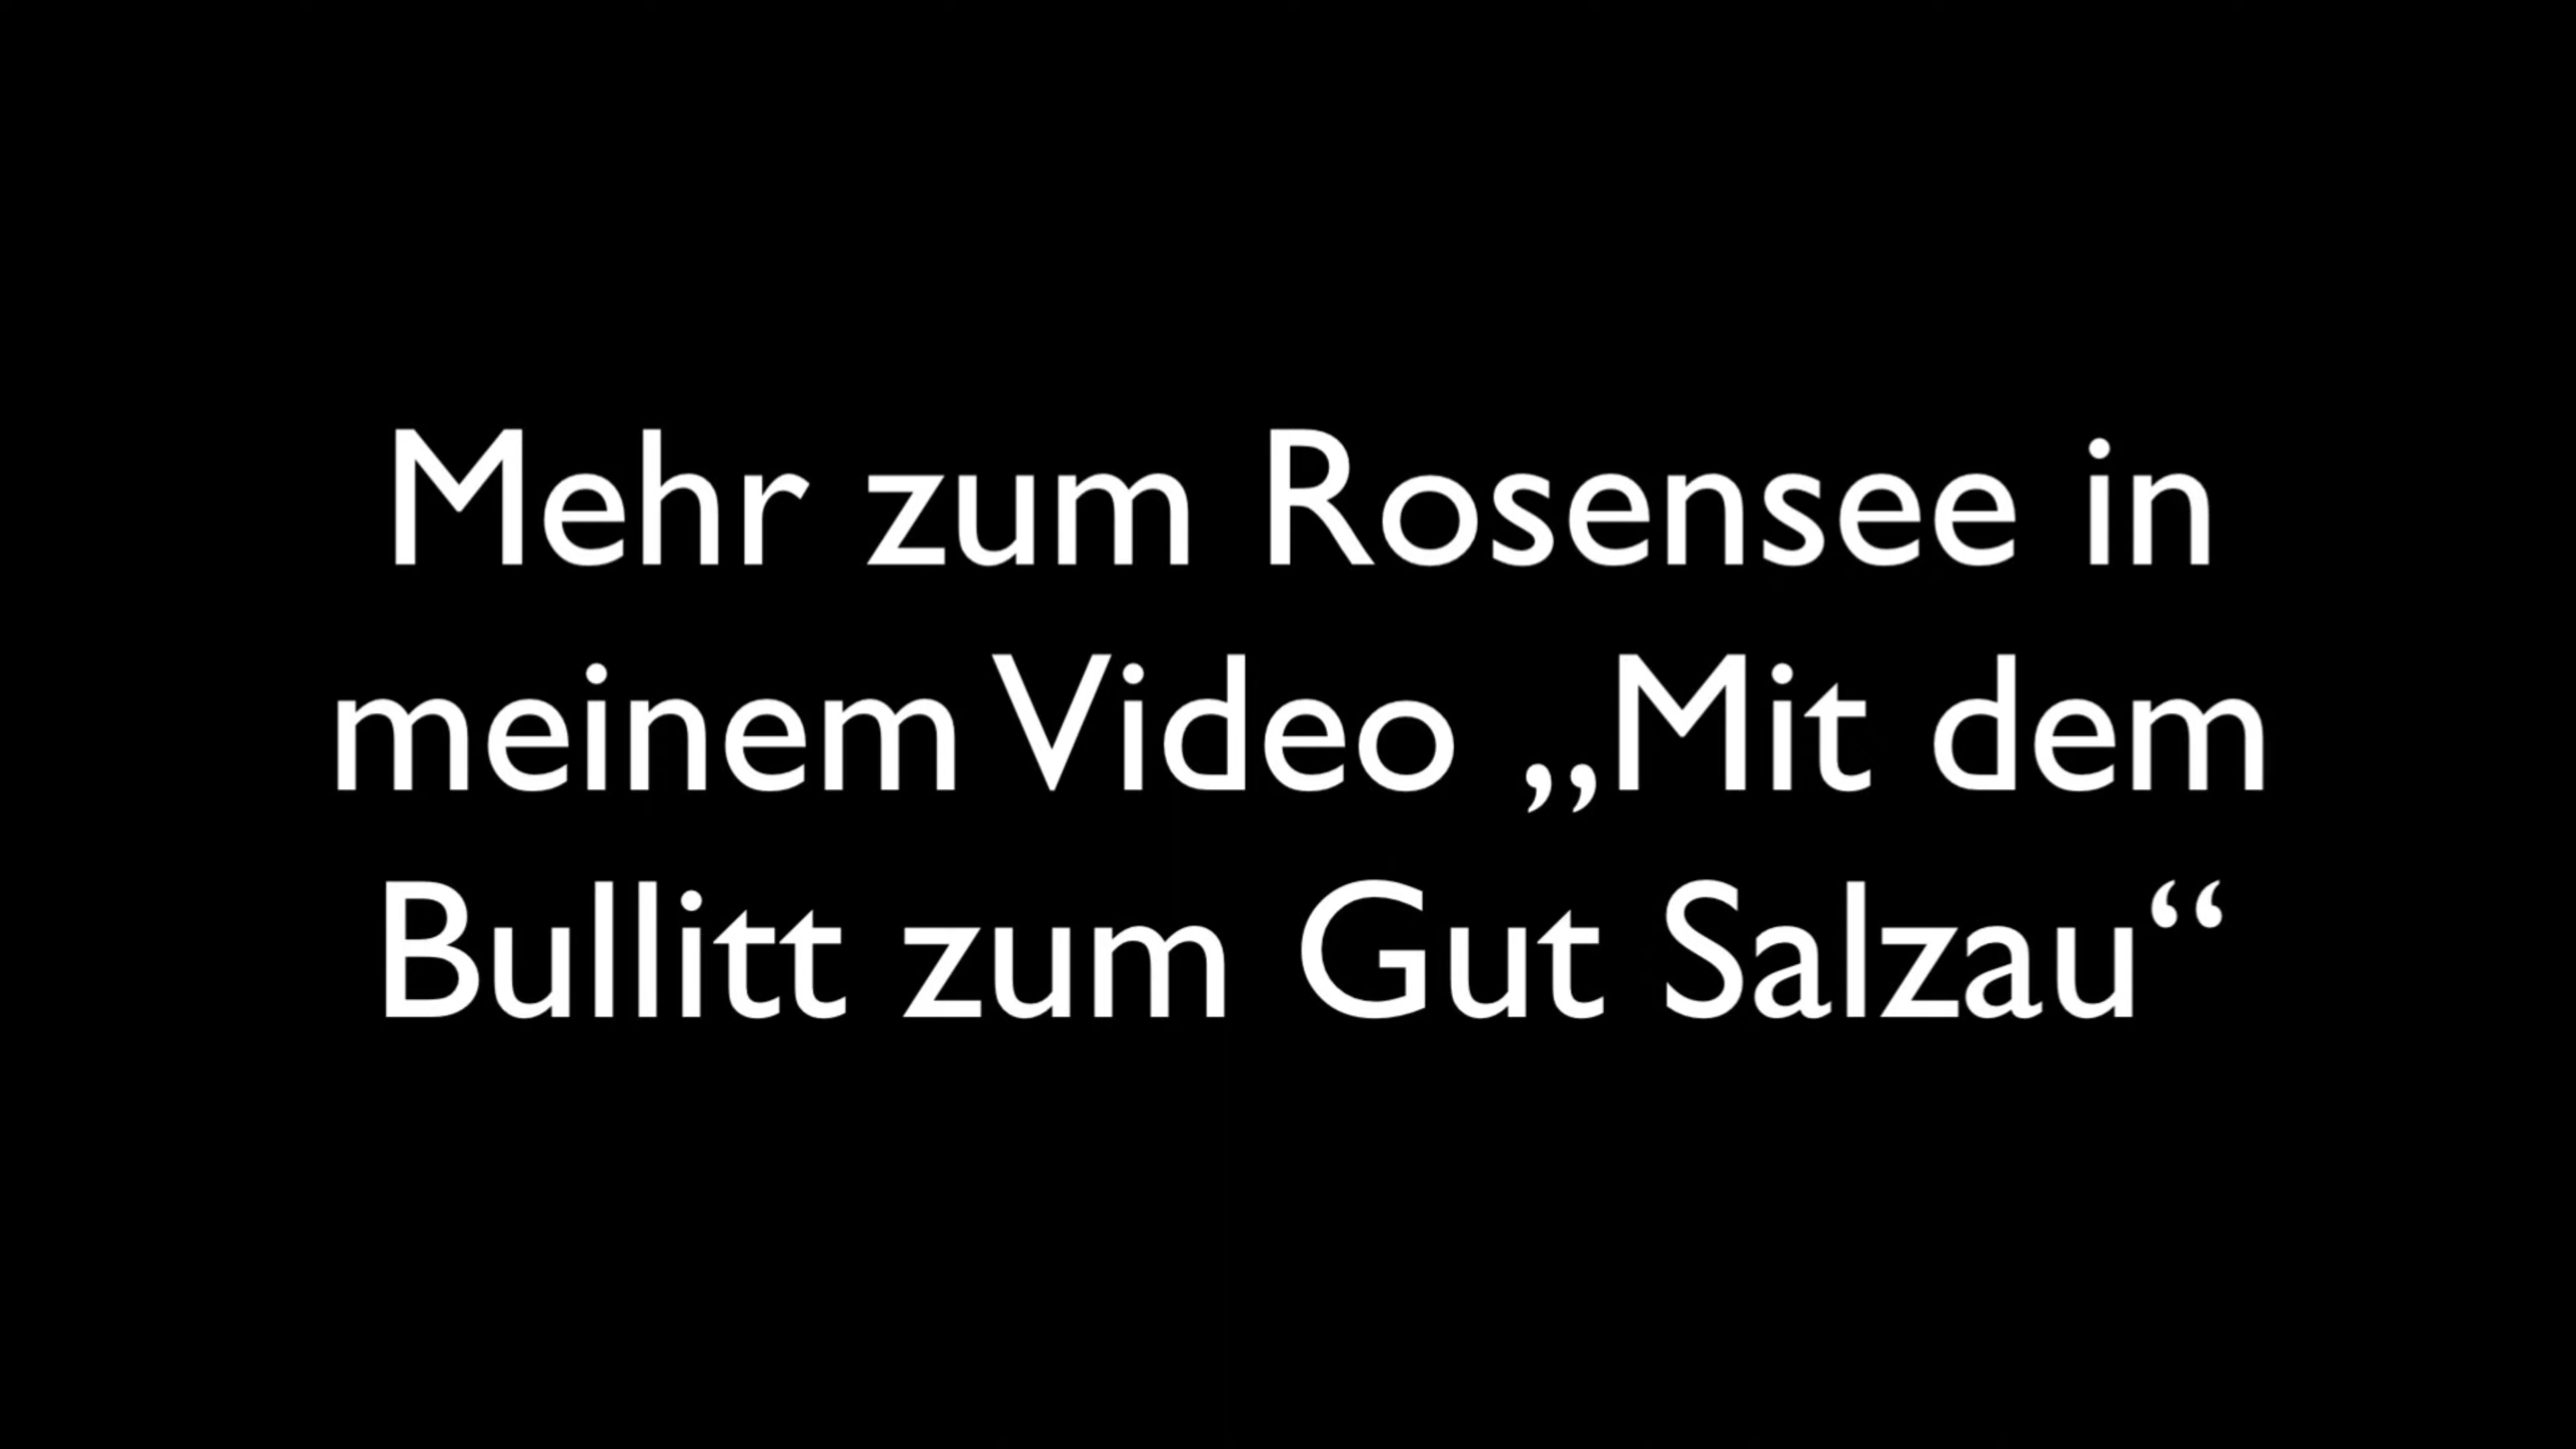 Mehr zum Rosensee in
meinem Video „Mit dem
Bullitt zum Gut Salzau“